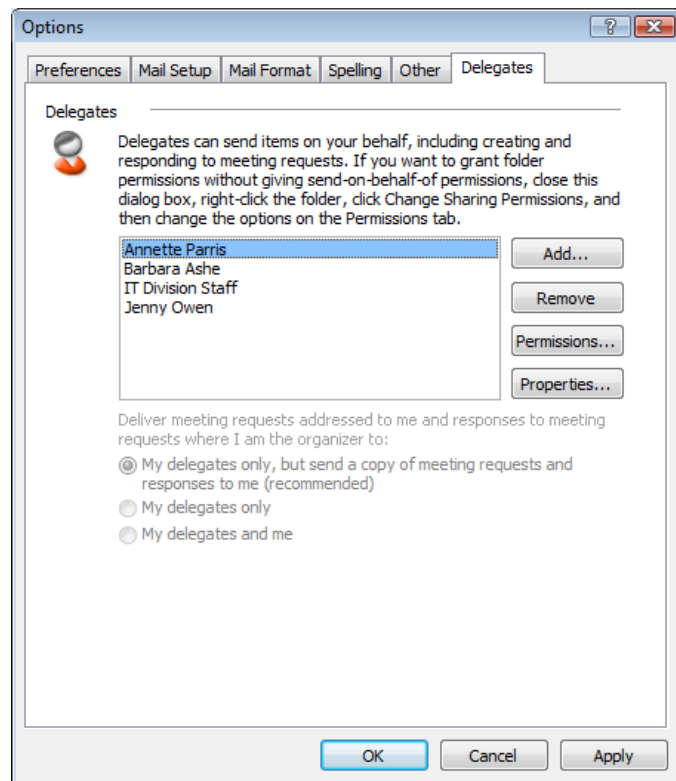 Options
Preferences Mail Setup Mail Format Spelling Other Delegates
Delegates
Delegates can send items on your behalf, including creating and
responding to meeting requests. If you want to grant folder
permissions without giving send-on-behalf-of permissions, close this
dialog box, right-click the folder, click Change Sharing Permissions, and
then change the options on the Permissions tab.
Annette Parris
Barbara Ashe
IT Division Staff
Jenny Owen
Add...
Remove
Permissions...
Properties...
Deliver meeting requests addressed to me and responses to meeting
requests where I am the organizer to:
My delegates only, but send a copy of meeting requests and
responses to me (recommended)
My delegates only
My delegates and me
OK Cancel Apply